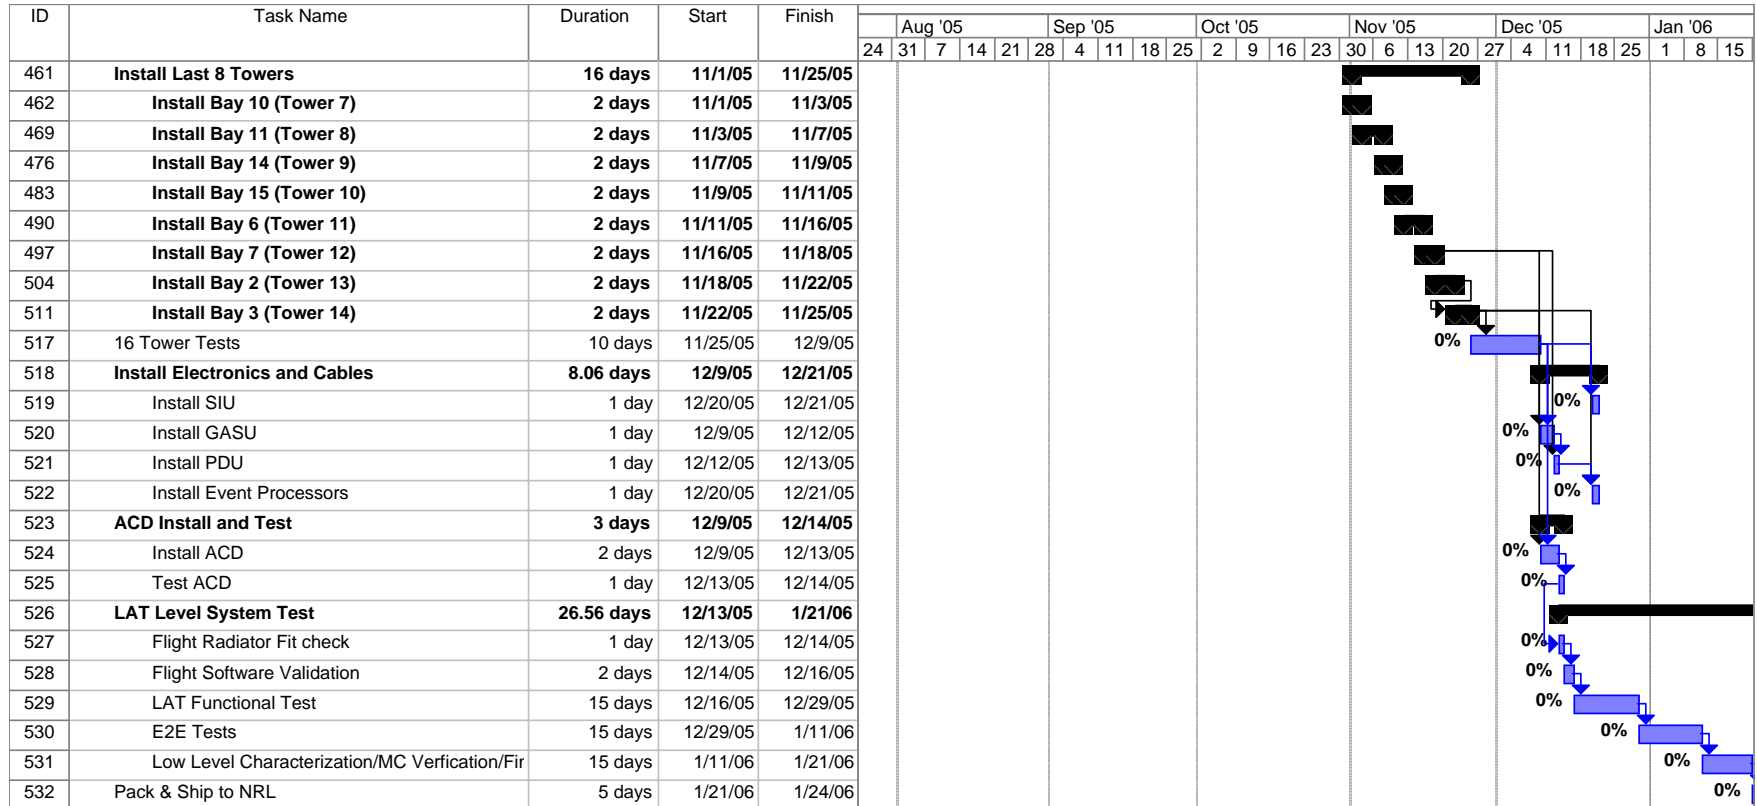 ID Task Name Duration Start Finish
Aug '05 Sep '05 Oct '05 Nov '05 Dec '05 Jan '06
24 31 7 14 21 28 4 11 18 25 2 9 16 23 30 6 13 20 27 4 11 18 25 1 8 15
461 Install Last 8 Towers 16 days 11/1/05 11/25/05
462 Install Bay 10 (Tower 7) 2 days 11/1/05 11/3/05
469 Install Bay 11 (Tower 8) 2 days 11/3/05 11/7/05
476 Install Bay 14 (Tower 9) 2 days 11/7/05 11/9/05
483 Install Bay 15 (Tower 10) 2 days 11/9/05 11/11/05
490 Install Bay 6 (Tower 11) 2 days 11/11/05 11/16/05
497 Install Bay 7 (Tower 12) 2 days 11/16/05 11/18/05
504 Install Bay 2 (Tower 13) 2 days 11/18/05 11/22/05
511 Install Bay 3 (Tower 14) 2 days 11/22/05 11/25/05
517 16 Tower Tests 10 days 11/25/05 12/9/05 0%
518 Install Electronics and Cables 8.06 days 12/9/05 12/21/05
519 Install SIU 1 day 12/20/05 12/21/05 0%
520 Install GASU 1 day 12/9/05 12/12/05 0%
521 Install PDU 1 day 12/12/05 12/13/05 0%
522 Install Event Processors 1 day 12/20/05 12/21/05 0%
523 ACD Install and Test 3 days 12/9/05 12/14/05
524 Install ACD 2 days 12/9/05 12/13/05 0%
525 Test ACD 1 day 12/13/05 12/14/05 0%
526 LAT Level System Test 26.56 days 12/13/05 1/21/06
527 Flight Radiator Fit check 1 day 12/13/05 12/14/05 0%
528 Flight Software Validation 2 days 12/14/05 12/16/05 0%
529 LAT Functional Test 15 days 12/16/05 12/29/05 0%
530 E2E Tests 15 days 12/29/05 1/11/06 0%
531 Low Level Characterization/MC Verfication/Fir 15 days 1/11/06 1/21/06 0%
532 Pack & Ship to NRL 5 days 1/21/06 1/24/06 0%